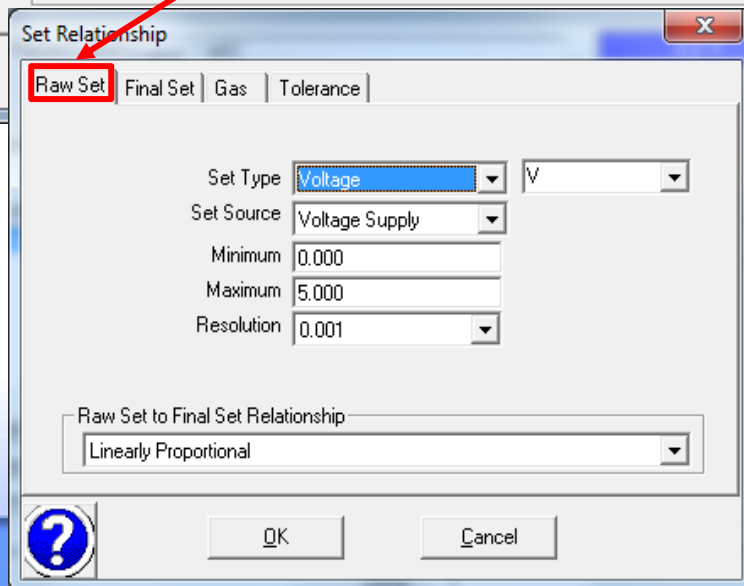 Set Relationship
Raw Set Final Set Gas Tolerance
Set Type Voltage V
Set Source Voltage Supply
Minimum 0.000
Maximum 5.000
Resolution 0.001
Raw Set to Final Set Relationship
Linearly Proportional
? OK Cancel